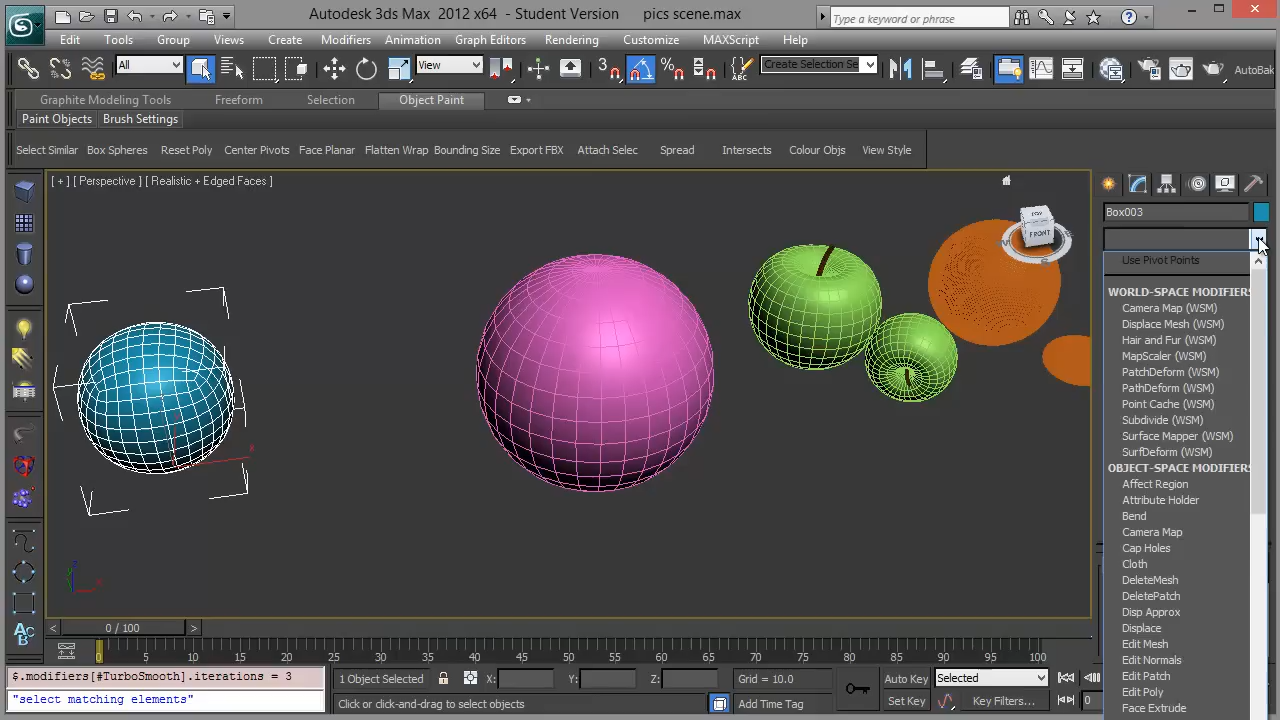 Autodesk 3ds Max 2012 x64 - Student Version pics scene.max
Type a keyword or phrase
Edit Tools Group Views Create Modifiers Animation Graph Editors Rendering Customize MAXScript Help
All View 3 Create Selection Se AutoBak
Graphite Modeling Tools Freeform Selection Object Paint
Paint Objects Brush Settings
Select Similar Box Spheres Reset Poly Center Pivots Face Planar Flatten Wrap Bounding Size Export FBX Attach Selec Spread Intersects Colour Objs View Style
[ + ] [ Perspective ] [ Realistic + Edged Faces ]
FRONT
Box003
Use Pivot Points
WORLD-SPACE MODIFIERS
Camera Map (WSM)
Displace Mesh (WSM)
Hair and Fur (WSM)
MapScaler (WSM)
PatchDeform (WSM)
PathDeform (WSM)
Point Cache (WSM)
Subdivide (WSM)
Surface Mapper (WSM)
SurfDeform (WSM)
OBJECT-SPACE MODIFIERS
Affect Region
Attribute Holder
Bend
Camera Map
Cap Holes
Cloth
DeleteMesh
DeletePatch
Disp Approx
Displace
Edit Mesh
Edit Normals
Edit Patch
Edit Poly
Face Extrude
< 0 / 100 >
0 5 10 15 20 25 30 35 40 45 50 55 60 65 70 75 80 85 90 95 100
$.modifiers[#TurboSmooth].iterations = 3
"select matching elements"
1 Object Selected X: Y: Z: Grid = 10.0 Auto Key Selected
Click or click-and-drag to select objects Add Time Tag Set Key Key Filters... 0